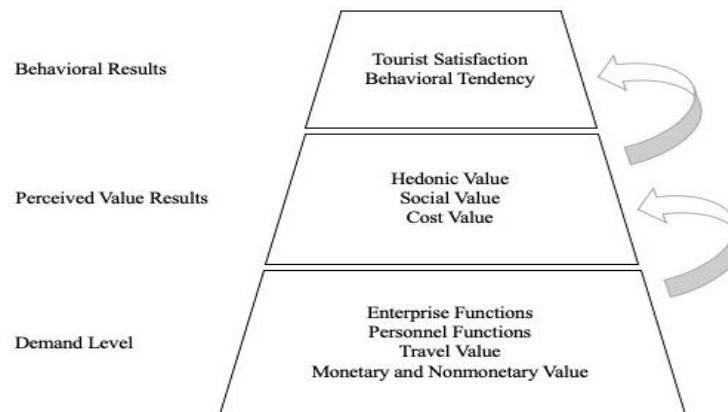 Behavioral Results
Tourist Satisfaction
Behavioral Tendency
Perceived Value Results
Hedonic Value
Social Value
Cost Value
Demand Level
Enterprise Functions
Personnel Functions
Travel Value
Monetary and Nonmonetary Value